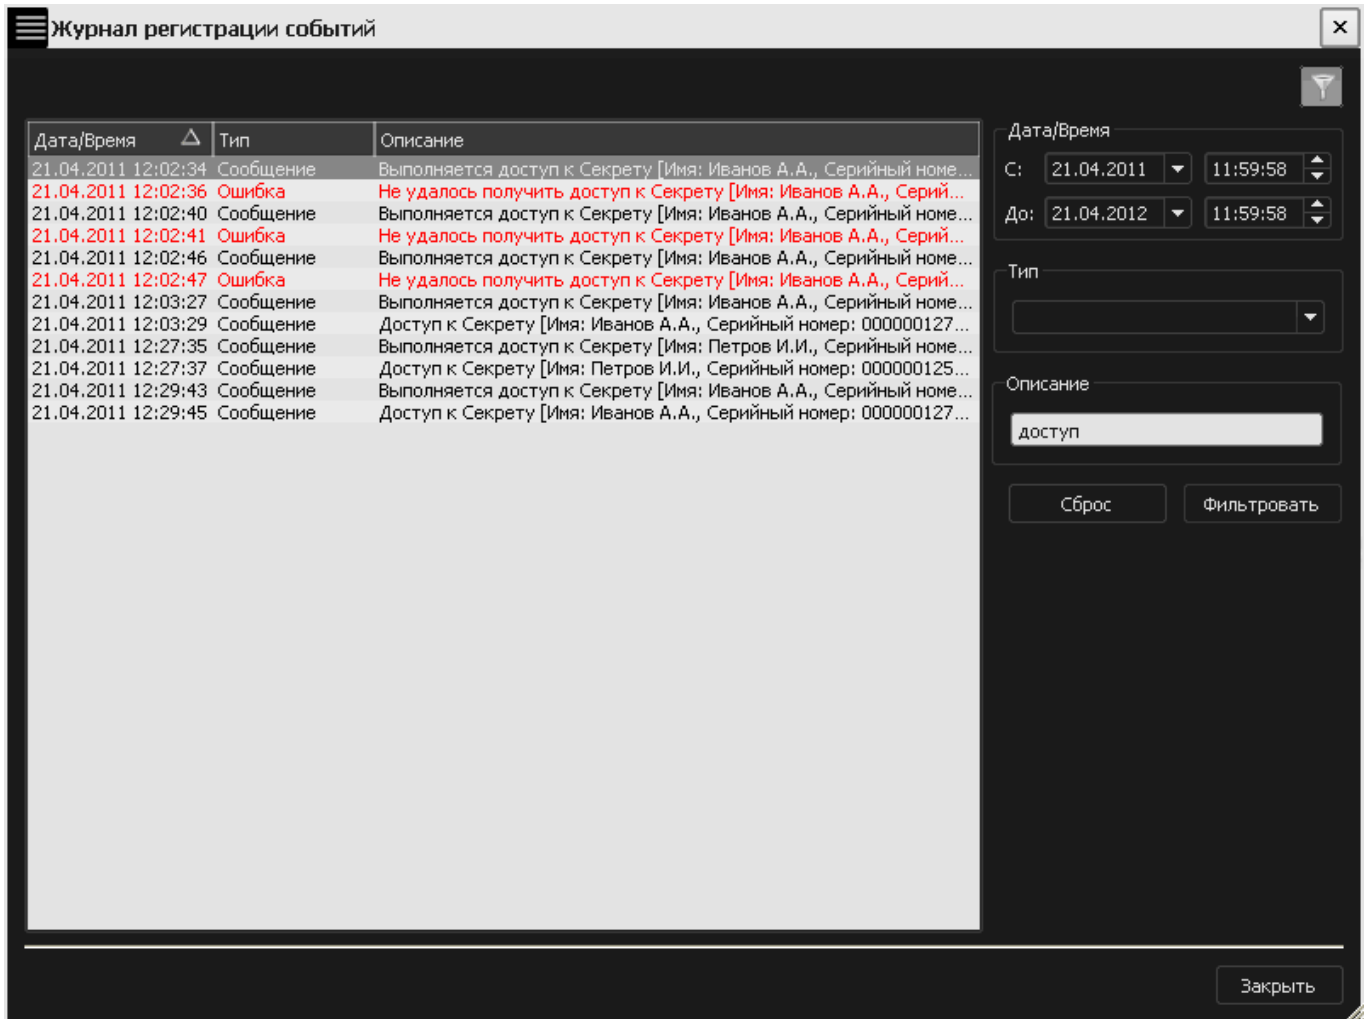 Журнал регистрации событий
Дата/Время Тип Описание
21.04.2011 12:02:34 Сообщение Выполняется доступ к Секрету [Имя: Иванов А.А., Серийный номе...
21.04.2011 12:02:36 Ошибка Не удалось получить доступ к Секрету [Имя: Иванов А.А., Серий...
21.04.2011 12:02:40 Сообщение Выполняется доступ к Секрету [Имя: Иванов А.А., Серийный номе...
21.04.2011 12:02:41 Ошибка Не удалось получить доступ к Секрету [Имя: Иванов А.А., Серий...
21.04.2011 12:02:46 Сообщение Выполняется доступ к Секрету [Имя: Иванов А.А., Серийный номе...
21.04.2011 12:02:47 Ошибка Не удалось получить доступ к Секрету [Имя: Иванов А.А., Серий...
21.04.2011 12:03:27 Сообщение Выполняется доступ к Секрету [Имя: Иванов А.А., Серийный номе...
21.04.2011 12:03:29 Сообщение Доступ к Секрету [Имя: Иванов А.А., Серийный номер: 000000127...
21.04.2011 12:27:35 Сообщение Выполняется доступ к Секрету [Имя: Петров И.И., Серийный номе...
21.04.2011 12:27:37 Сообщение Доступ к Секрету [Имя: Петров И.И., Серийный номер: 000000125...
21.04.2011 12:29:43 Сообщение Выполняется доступ к Секрету [Имя: Иванов А.А., Серийный номе...
21.04.2011 12:29:45 Сообщение Доступ к Секрету [Имя: Иванов А.А., Серийный номер: 000000127...
Дата/Время
С: 21.04.2011 11:59:58
До: 21.04.2012 11:59:58
Тип
Описание
доступ
Сброс Фильтровать
Закрыть